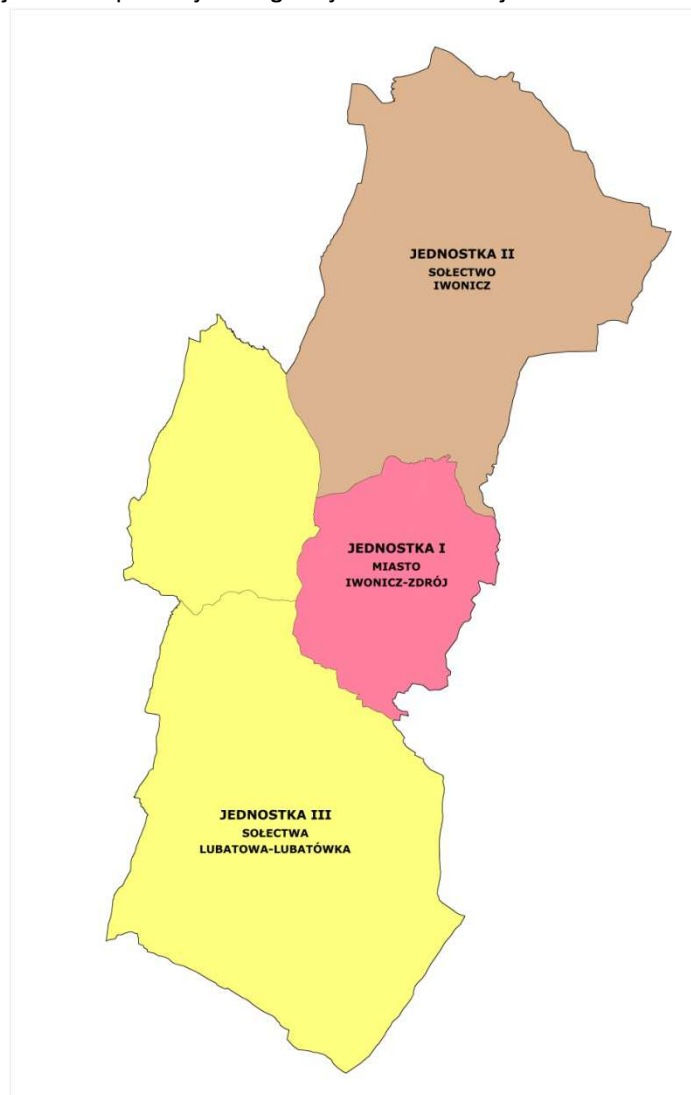 JEDNOSTKA II
SOŁECTWO
IWONICZ
JEDNOSTKA I
MIASTO
IWONICZ-ZDRÓJ
JEDNOSTKA III
SOŁECTWA
LUBATOWA-LUBATÓWKA